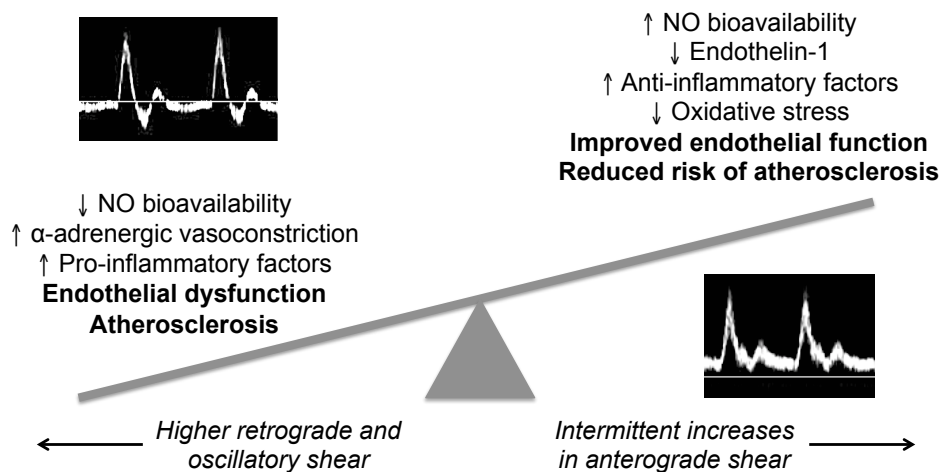 ↑ NO bioavailability
↓ Endothelin-1
↑ Anti-inflammatory factors
↓ Oxidative stress
Improved endothelial function
Reduced risk of atherosclerosis
↓ NO bioavailability
↑ α-adrenergic vasoconstriction
↑ Pro-inflammatory factors
Endothelial dysfunction
Atherosclerosis
Higher retrograde and
oscillatory shear
Intermittent increases
in anterograde shear